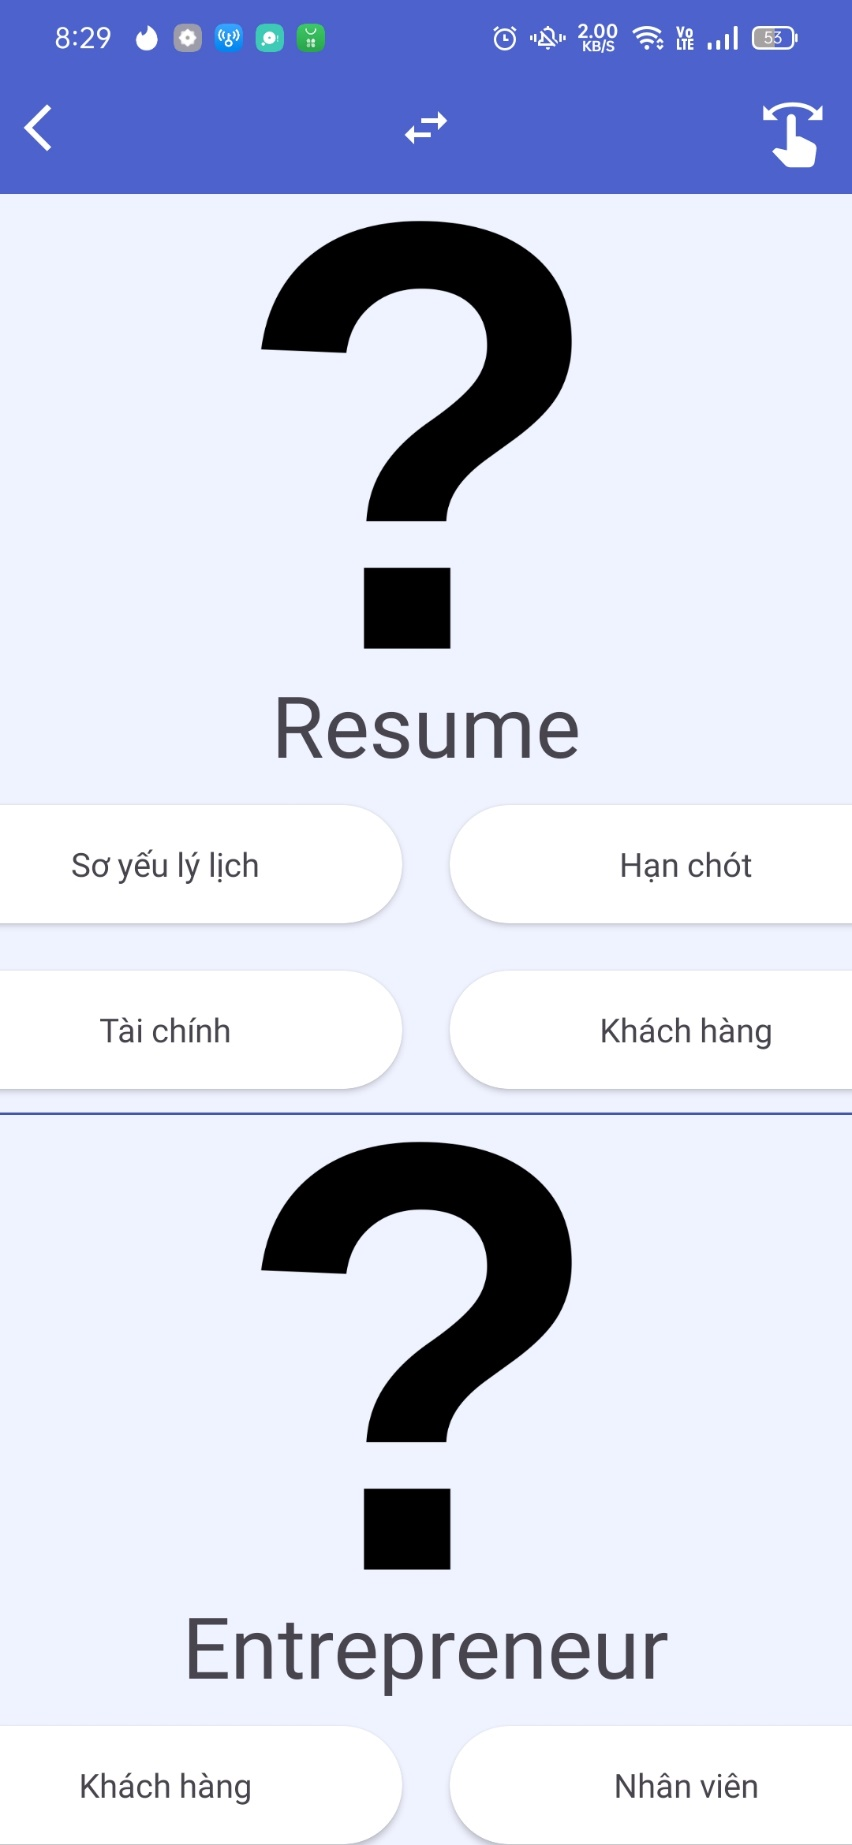 8:29 2.00 KB/S Vo LTE 53
?
Resume
Sơ yếu lý lịch Hạn chót
Tài chính Khách hàng
?
Entrepreneur
Khách hàng Nhân viên